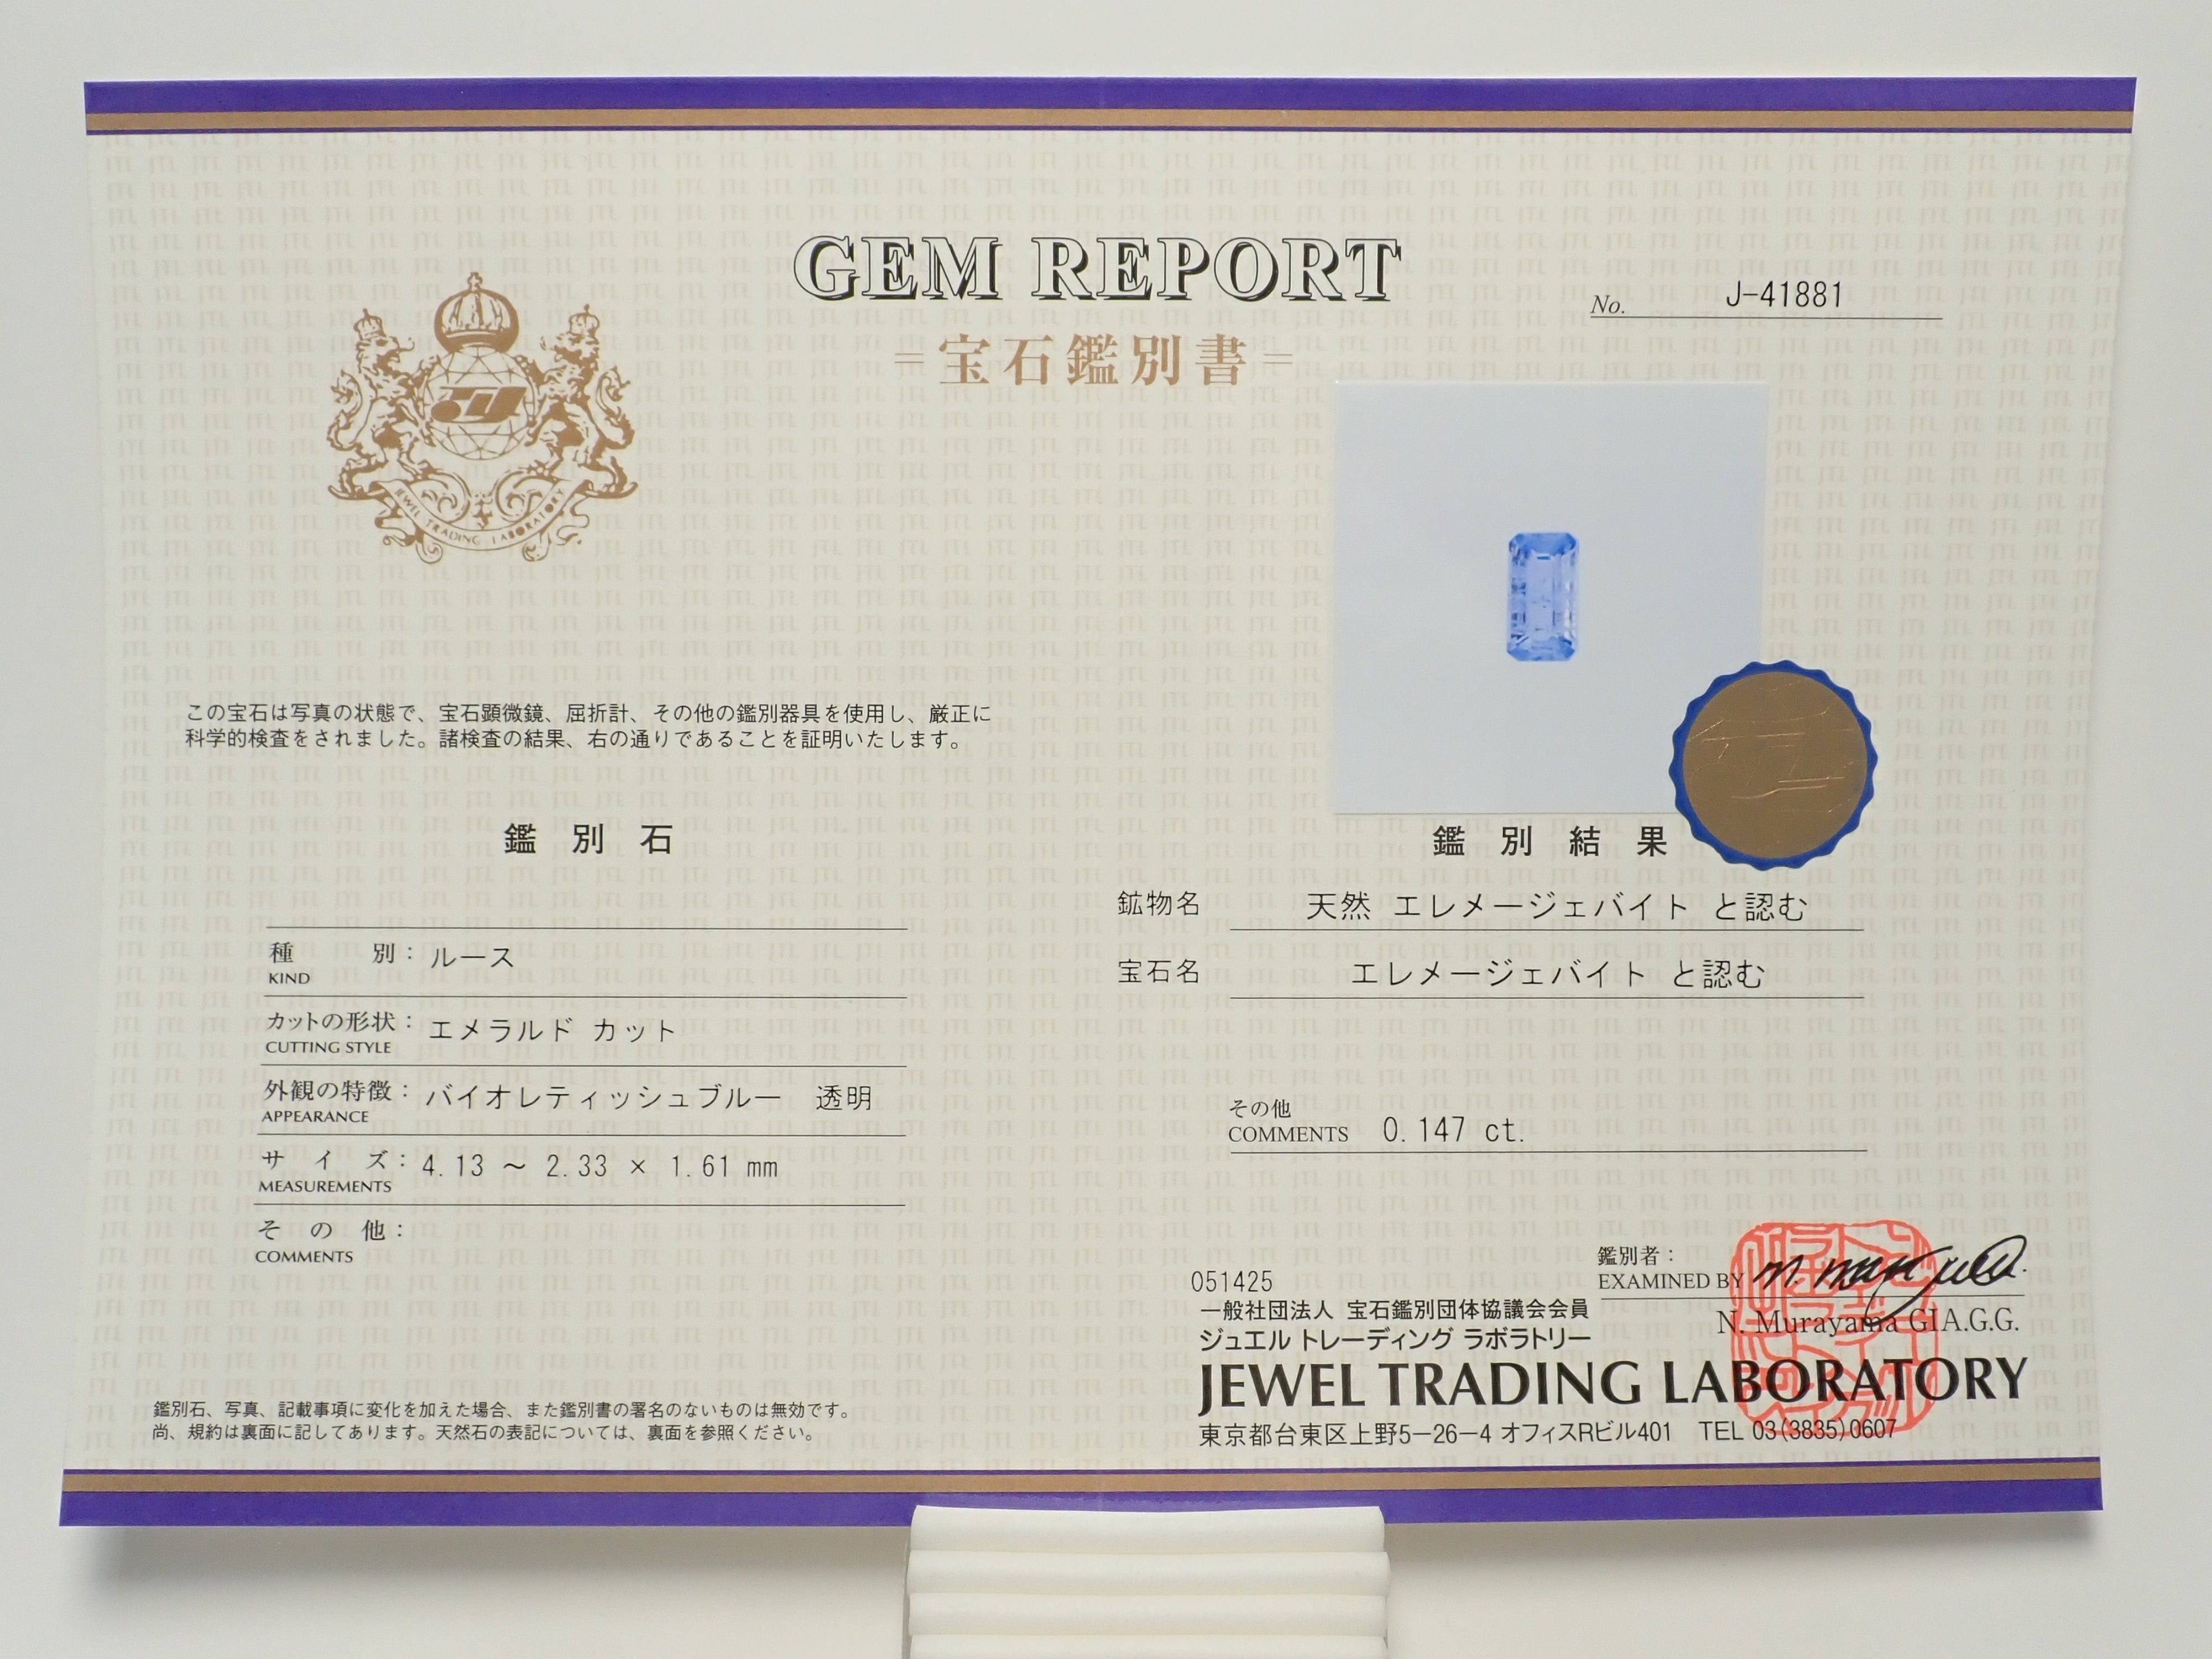 GEM REPORT
No. J-41881
=宝石鑑別書=
JEWEL TRADING LABORATORY
この宝石は写真の状態で、宝石顕微鏡、屈折計、その他の鑑別器具を使用し、厳正に
科学的検査をされました。諸検査の結果、右の通りであることを証明いたします。
鑑別石
種別：ルース
KIND
カットの形状：エメラルド カット
CUTTING STYLE
外観の特徴：バイオレティッシュブルー 透明
APPEARANCE
サイズ：4.13 ～ 2.33 × 1.61 mm
MEASUREMENTS
その他：
COMMENTS
鑑別石、写真、記載事項に変化を加えた場合、また鑑別書の署名のないものは無効です。
尚、規約は裏面に記してあります。天然石の表記については、裏面を参照ください。
鑑別結果
鉱物名 天然 エレメージェバイト と認む
宝石名 エレメージェバイト と認む
その他
COMMENTS 0.147 ct.
鑑別者：
EXAMINED BY
N. Murayama GIA.G.G.
051425
一般社団法人 宝石鑑別団体協議会会員
ジュエル トレーディング ラボラトリー
JEWEL TRADING LABORATORY
東京都台東区上野5－26－4 オフィスRビル401 TEL 03(3835)0607